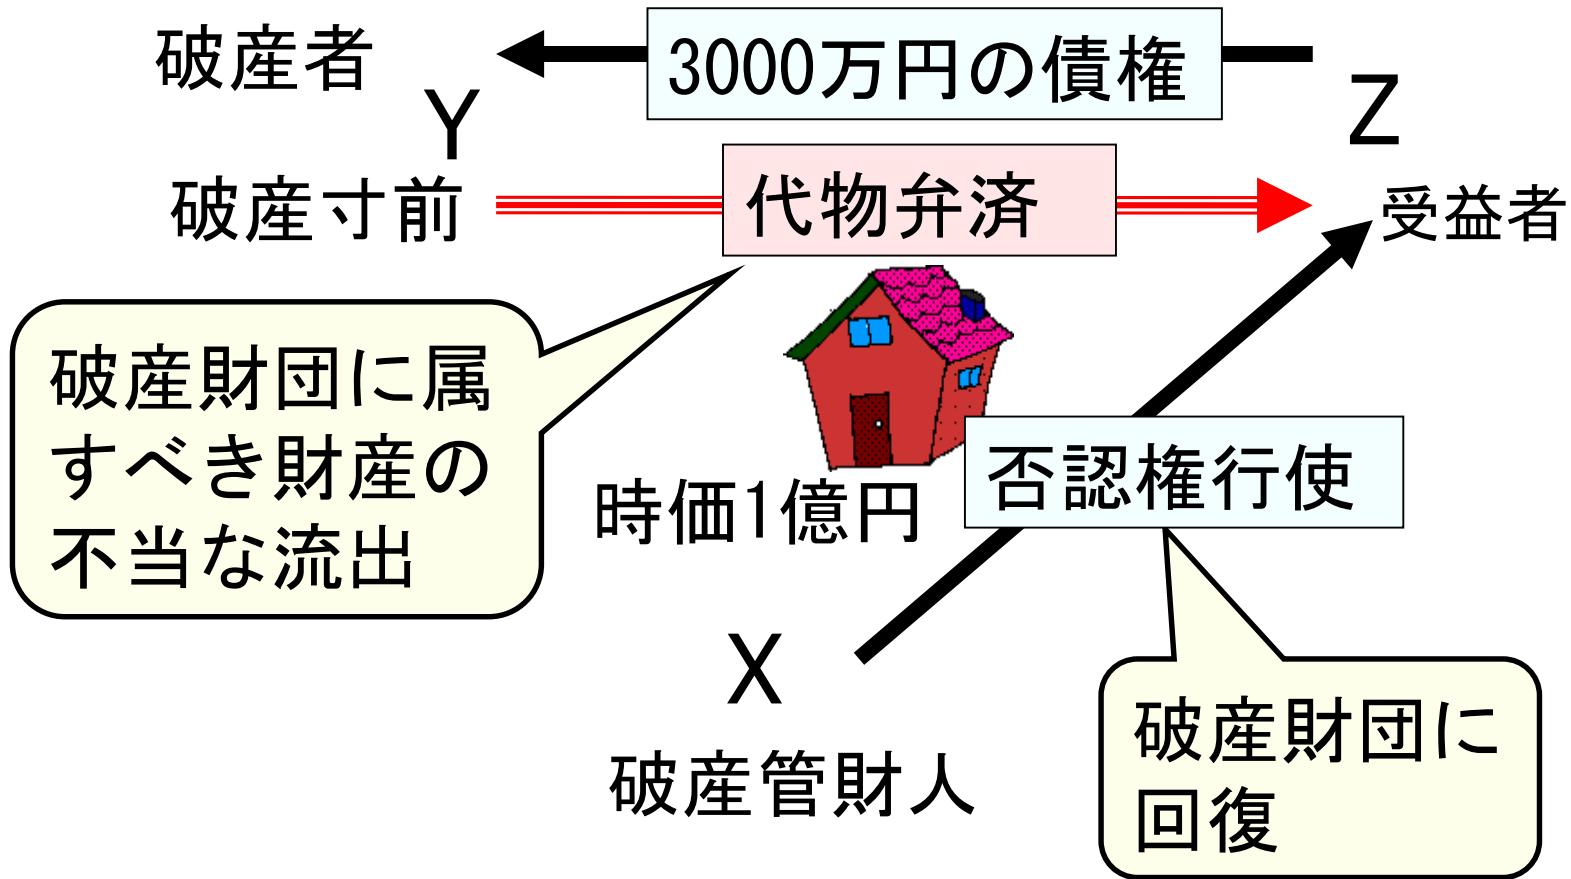 破産者
3000万円の債権
Y
Z
破産寸前
代物弁済
受益者
破産財団に属
すべき財産の
不当な流出
時価1億円
否認権行使
X
破産管財人
破産財団に
回復